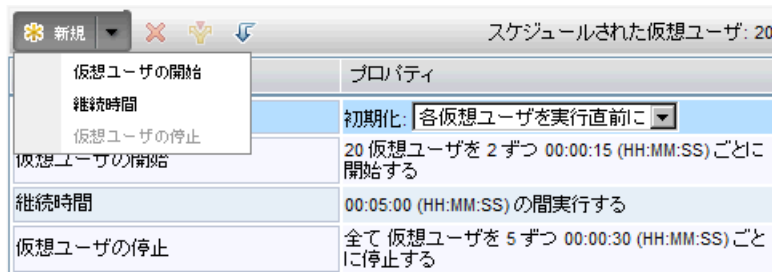 新規
スケジュールされた仮想ユーザ: 20
仮想ユーザの開始
継続時間
仮想ユーザの停止
プロパティ
初期化: 各仮想ユーザを実行直前に
仮想ユーザの開始
20 仮想ユーザを 2 ずつ 00:00:15 (HH:MM:SS) ごとに
開始する
継続時間
00:05:00 (HH:MM:SS) の間実行する
仮想ユーザの停止
全て 仮想ユーザを 5 ずつ 00:00:30 (HH:MM:SS) ごと
に停止する